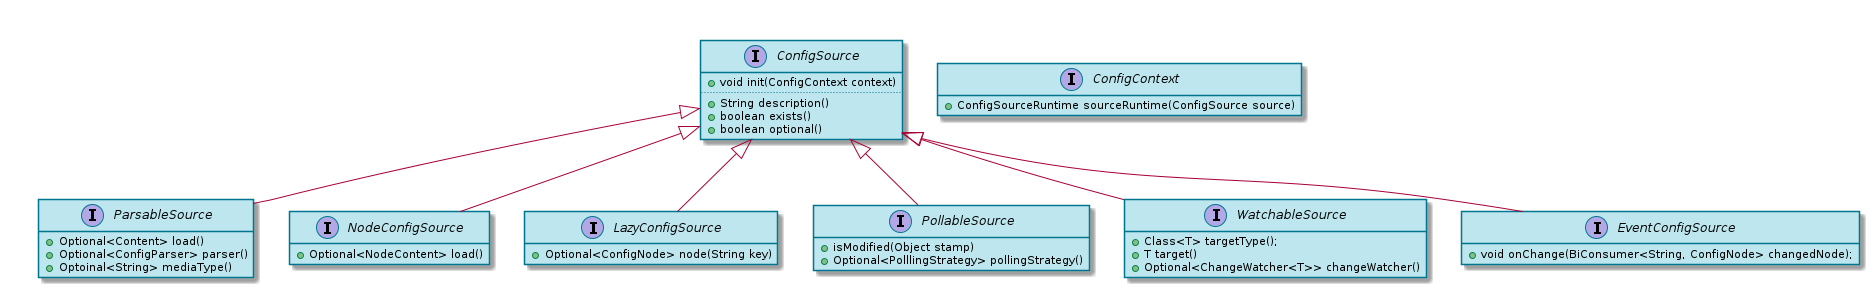 I ConfigSource
void init(ConfigContext context)
String description()
boolean exists()
boolean optional()
I ConfigContext
ConfigSourceRuntime sourceRuntime(ConfigSource source)
I ParsableSource
Optional<Content> load()
Optional<ConfigParser> parser()
Optoinal<String> mediaType()
I NodeConfigSource
Optional<NodeContent> load()
I LazyConfigSource
Optional<ConfigNode> node(String key)
I PollableSource
isModified(Object stamp)
Optional<PolllingStrategy> pollingStrategy()
I WatchableSource
Class<T> targetType();
T target()
Optional<ChangeWatcher<T>> changeWatcher()
I EventConfigSource
void onChange(BiConsumer<String, ConfigNode> changedNode);